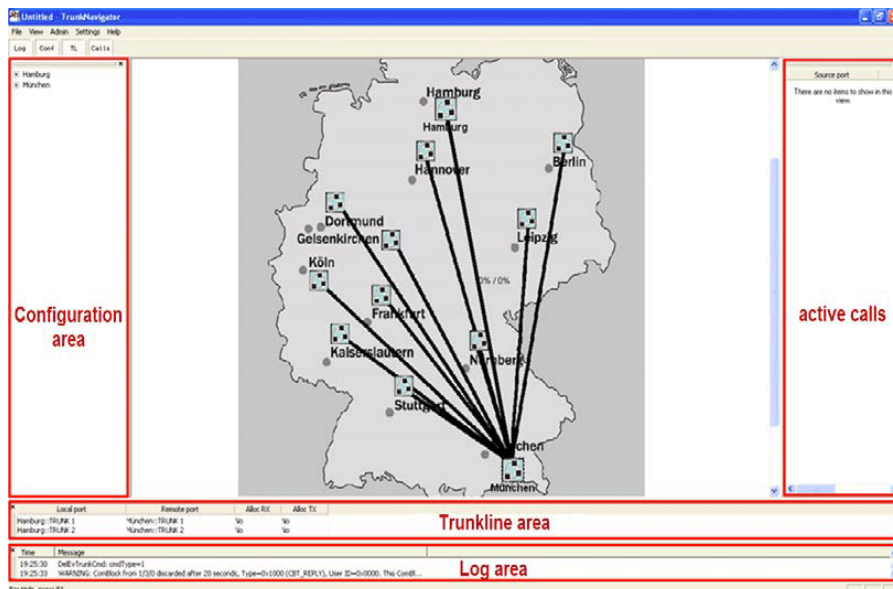 Untitled - TrunkNavigator
File View Admin Settings Help
Log Conf TL Calls
Hamburg
München
Configuration
area
Hamburg
Hamburg
Hannover
Berlin
Dortmund
Gelsenkirchen
Leipzig
Köln
0% / 0%
Frankfurt
Kaiserslautern
Nürnberg
Stuttgart
chen
München
Source port
There are no items to show in this
view.
active calls
Local port Remote port Alloc RX Alloc TX
Hamburg::TRUNK 1 München::TRUNK 1 No No
Hamburg::TRUNK 2 München::TRUNK 2 No No
Trunkline area
Time Message
19:25:30 DelEvTrunkCmd: cmdType=1
19:25:33 WARNING: ComBlock from 1/3/0 discarded after 20 seconds, Type=0x1000 (CBT_REPLY), User ID=0x0000. This ComBl...
Log area